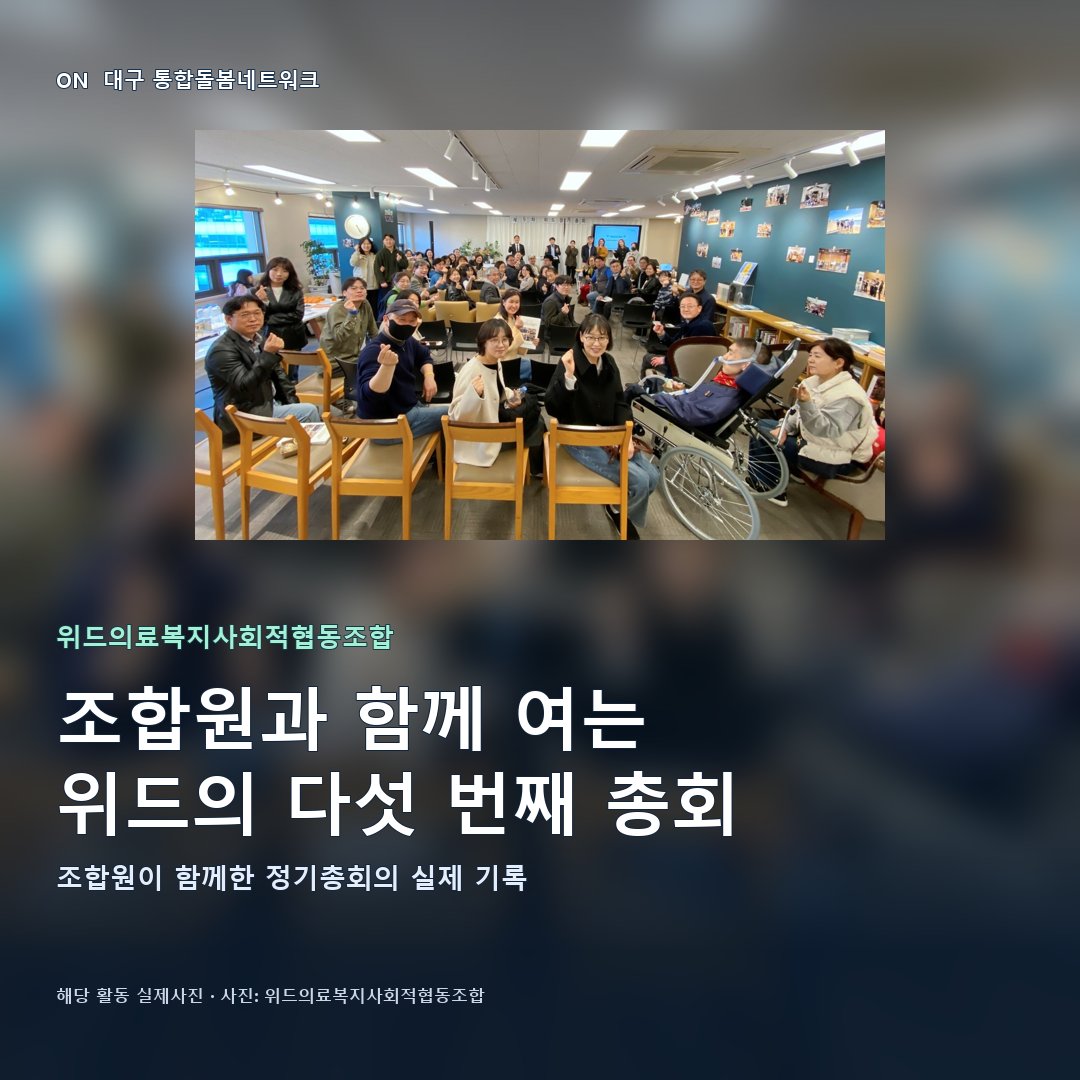 ON 대구 통합돌봄네트워크
위드의료복지사회적협동조합
조합원과 함께 여는
위드의 다섯 번째 총회
조합원이 함께한 정기총회의 실제 기록
해당 활동 실제사진 · 사진: 위드의료복지사회적협동조합